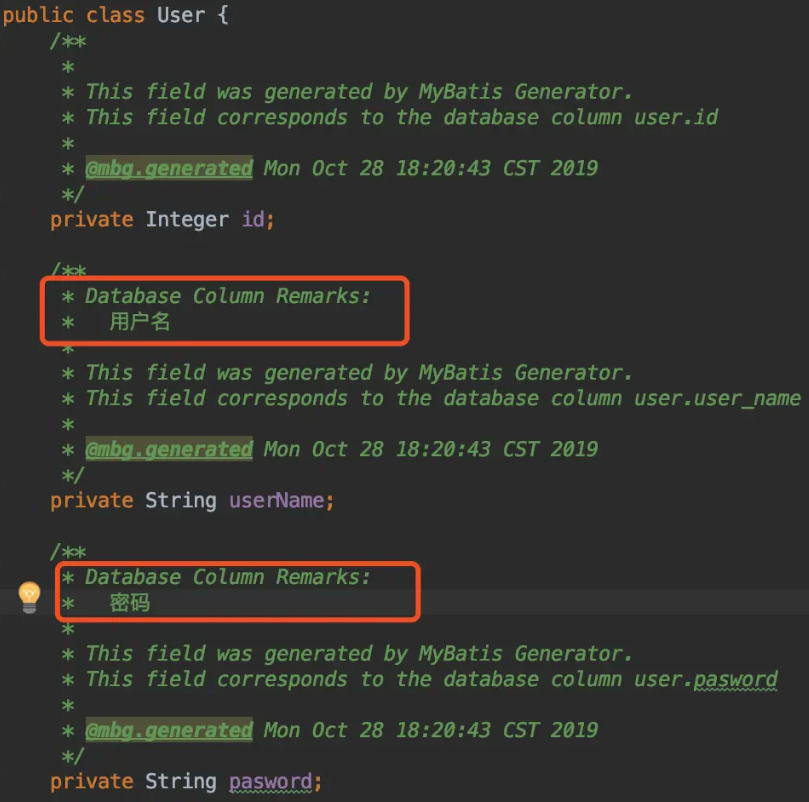 public class User {
/**
*
* This field was generated by MyBatis Generator.
* This field corresponds to the database column user.id
*
* @mbg.generated Mon Oct 28 18:20:43 CST 2019
*/
private Integer id;
/**
* Database Column Remarks:
* 用户名
*
* This field was generated by MyBatis Generator.
* This field corresponds to the database column user.user_name
*
* @mbg.generated Mon Oct 28 18:20:43 CST 2019
*/
private String userName;
/**
* Database Column Remarks:
* 密码
*
* This field was generated by MyBatis Generator.
* This field corresponds to the database column user.pasword
*
* @mbg.generated Mon Oct 28 18:20:43 CST 2019
*/
private String pasword;